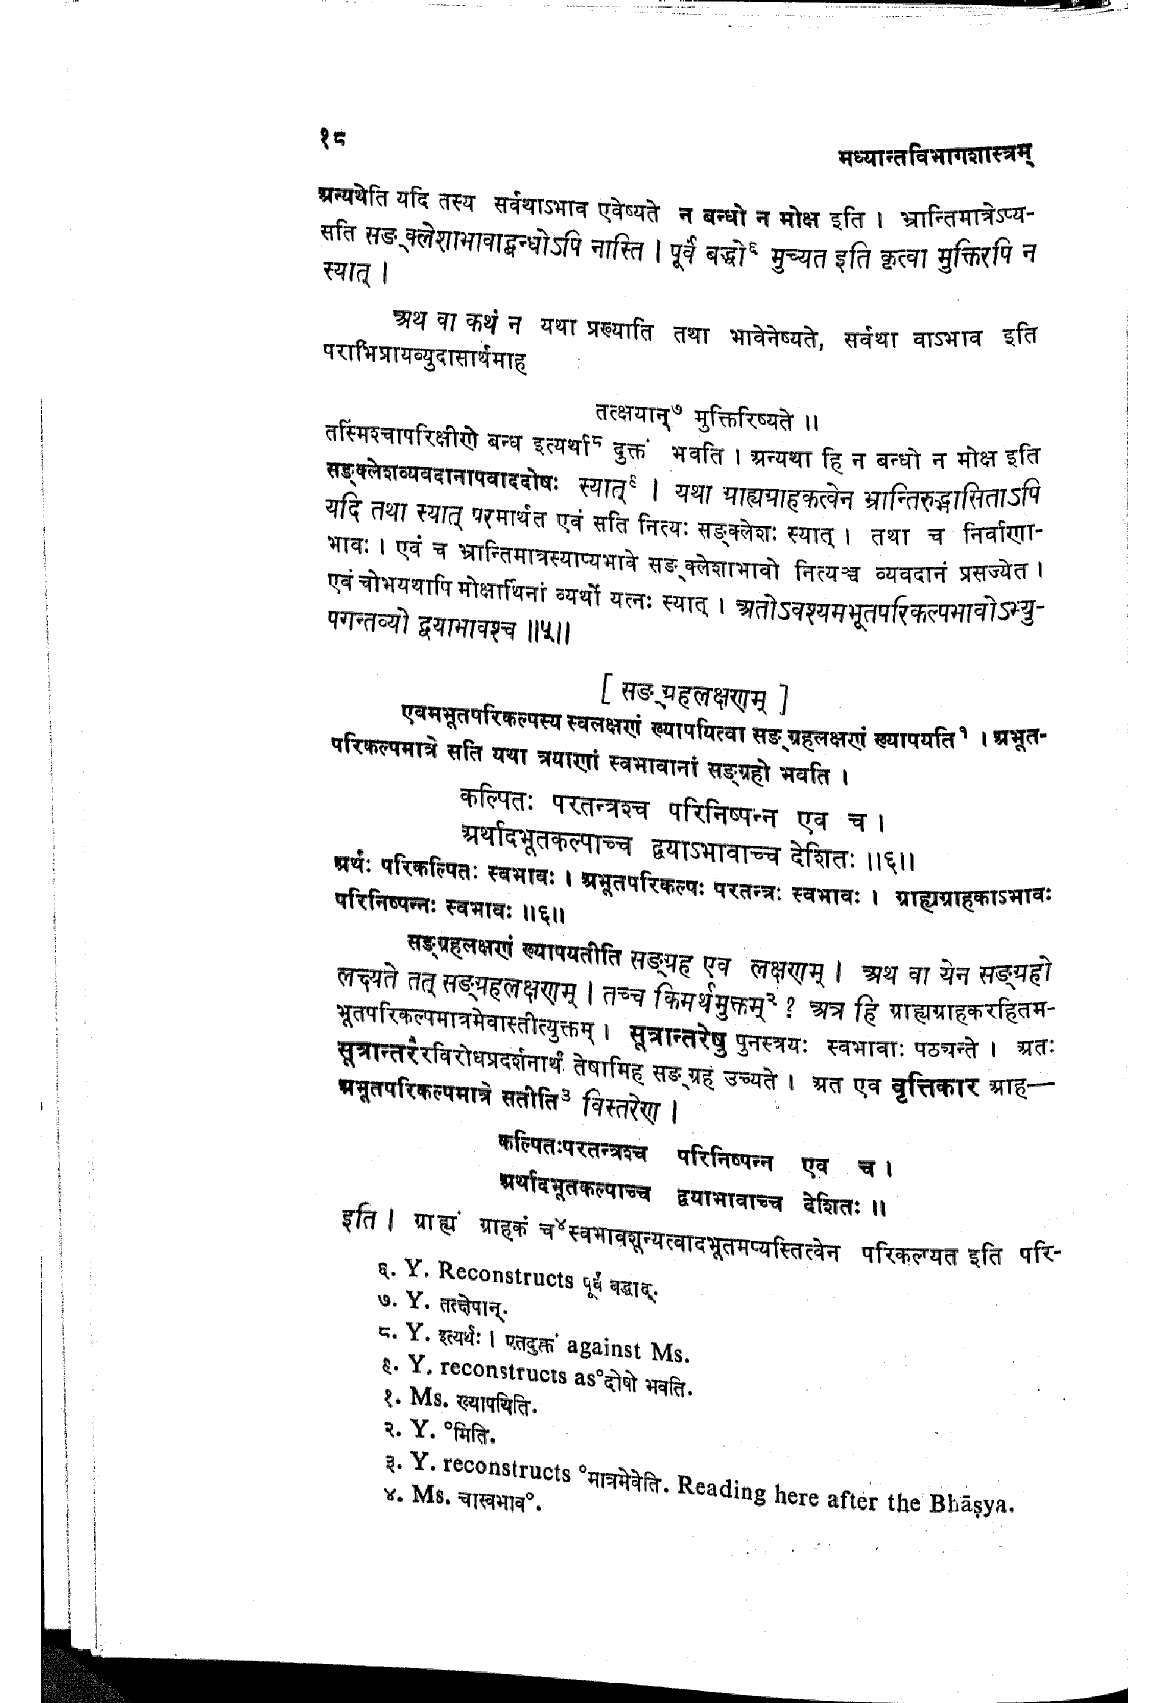 १८
मध्यान्तविभागशास्त्रम्
अन्यथेति यदि तस्य सर्वथाऽभाव एवेष्यते न बन्धो न मोक्ष इति । भ्रान्तिमात्रेऽप्य-
सति सङ्क्लेशाभावाद्बन्धोऽपि नास्ति । पूर्वं बद्धो६ मुच्यत इति कृत्वा मुक्तिरपि न
स्यात् ।
अथ वा कथं न यथा प्रख्याति तथा भावेनेष्यते, सर्वथा वाऽभाव इति
पराभिप्रायव्युदासार्थमाह
तत्क्षयान्७ मुक्तिरिष्यते ॥
तस्मिंश्चापरिक्षीणे बन्ध इत्यर्था८ दुक्तं भवति । अन्यथा हि न बन्धो न मोक्ष इति
सङ्क्लेशव्यवदानापवाददोषः स्यात्९ । यथा ग्राह्यग्राहकत्वेन भ्रान्तिरुद्भासिताऽपि
यदि तथा स्यात् परमार्थत एवं सति नित्यः सङ्क्लेशः स्यात् । तथा च निर्वाणा-
भावः । एवं च भ्रान्तिमात्रस्याप्यभावे सङ्क्लेशाभावो नित्यञ्च व्यवदानं प्रसज्येत ।
एवं चोभयथापि मोक्षार्थिनां व्यर्थो यत्नः स्यात् । अतोऽवश्यमभूतपरिकल्पभावोऽभ्यु-
पगन्तव्यो द्वयाभावश्च ॥५॥
[ सङ्ग्रहलक्षणम् ]
एवमभूतपरिकल्पस्य स्वलक्षणं ख्यापयित्वा सङ्ग्रहलक्षणं ख्यापयति१ । अभूत-
परिकल्पमात्रे सति यथा त्रयाणां स्वभावानां सङ्ग्रहो भवति ।
कल्पितः परतन्त्रश्च परिनिष्पन्न एव च ।
अर्थादभूतकल्पाच्च द्वयाऽभावाच्च देशितः ॥६॥
अर्थः परिकल्पितः स्वभावः । अभूतपरिकल्पः परतन्त्रः स्वभावः । ग्राह्यग्राहकाऽभावः
परिनिष्पन्नः स्वभावः ॥६॥
सङ्ग्रहलक्षणं ख्यापयतीति सङ्ग्रह एव लक्षणम् । अथ वा येन सङ्ग्रहो
लक्ष्यते तत् सङ्ग्रहलक्षणम् । तच्च किमर्थमुक्तम्२ ? अत्र हि ग्राह्यग्राहकरहितम-
भूतपरिकल्पमात्रमेवास्तीत्युक्तम् । सूत्रान्तरेषु पुनस्त्रयः स्वभावाः पठ्यन्ते । अतः
सूत्रान्तरैरविरोधप्रदर्शनार्थं तेषामिह सङ्ग्रह उच्यते । अत एव वृत्तिकार आह—
अभूतपरिकल्पमात्रे सतीति३ विस्तरेण ।
कल्पितःपरतन्त्रश्च परिनिष्पन्न एव च ।
अर्थादभूतकल्पाच्च द्वयाभावाच्च देशितः ॥
इति । ग्राह्यं ग्राहकं च४स्वभावशून्यत्वादभूतमप्यस्तित्वेन परिकल्प्यत इति परि-
६. Y. Reconstructs पूर्वं बद्धाद्.
७. Y. तत्क्षेपान्.
८. Y. इत्यर्थः । एतदुक्तं against Ms.
९. Y. reconstructs as°दोषो भवति.
१. Ms. ख्यापयिति.
२. Y. °मिति.
३. Y. reconstructs °मात्रमेवेति. Reading here after the Bhāṣya.
४. Ms. चास्वभाव°.